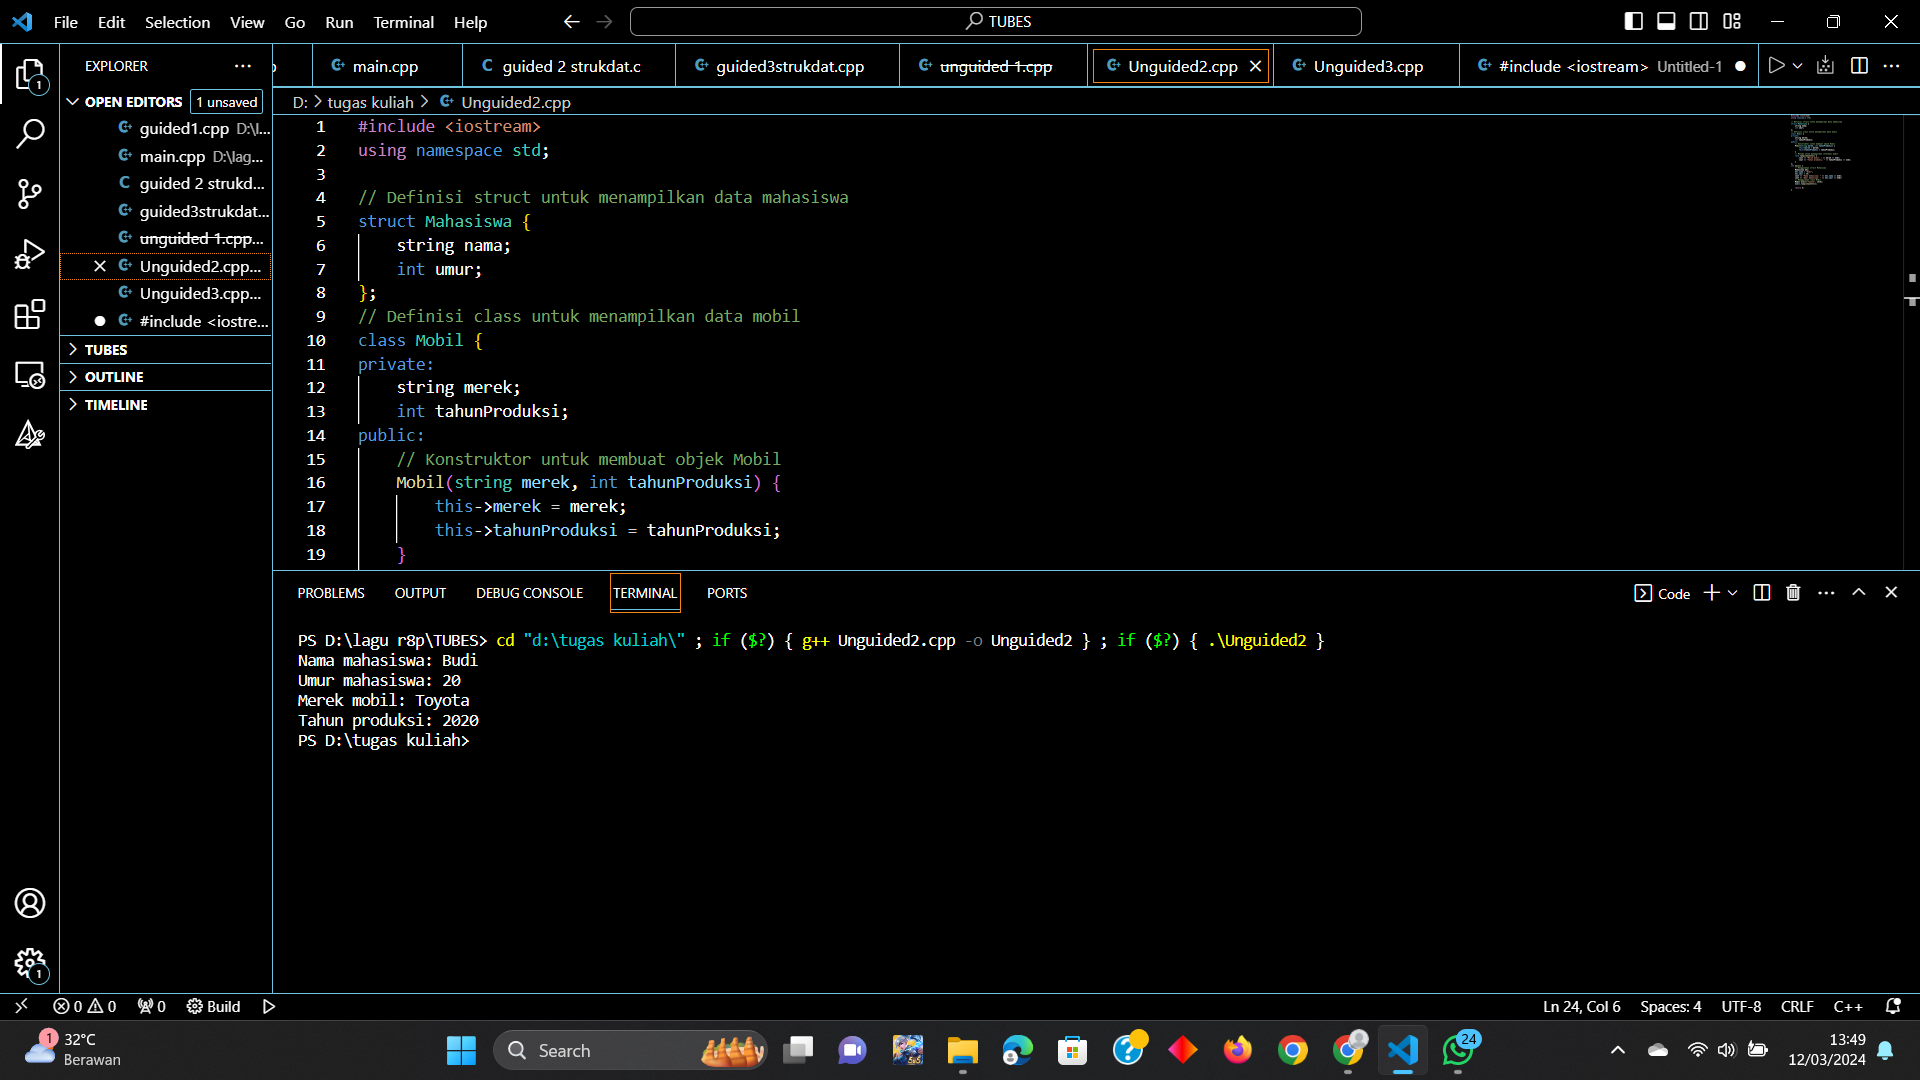 File Edit Selection View Go Run Terminal Help
TUBES
EXPLORER
main.cpp
guided 2 strukdat.c
guided3strukdat.cpp
unguided 1.cpp
Unguided2.cpp
Unguided3.cpp
#include <iostream> Untitled-1
OPEN EDITORS 1 unsaved
guided1.cpp D:\l...
main.cpp D:\lag...
guided 2 strukd...
guided3strukdat...
unguided 1.cpp...
Unguided2.cpp...
Unguided3.cpp...
#include <iostre...
TUBES
OUTLINE
TIMELINE
D: > tugas kuliah > Unguided2.cpp
1 #include <iostream>
2 using namespace std;
3
4 // Definisi struct untuk menampilkan data mahasiswa
5 struct Mahasiswa {
6 string nama;
7 int umur;
8 };
9 // Definisi class untuk menampilkan data mobil
10 class Mobil {
11 private:
12 string merek;
13 int tahunProduksi;
14 public:
15 // Konstruktor untuk membuat objek Mobil
16 Mobil(string merek, int tahunProduksi) {
17 this->merek = merek;
18 this->tahunProduksi = tahunProduksi;
19 }
PROBLEMS OUTPUT DEBUG CONSOLE TERMINAL PORTS
Code
PS D:\lagu r8p\TUBES> cd "d:\tugas kuliah\" ; if ($?) { g++ Unguided2.cpp -o Unguided2 } ; if ($?) { .\Unguided2 }
Nama mahasiswa: Budi
Umur mahasiswa: 20
Merek mobil: Toyota
Tahun produksi: 2020
PS D:\tugas kuliah>
0 0 0 Build
Ln 24, Col 6 Spaces: 4 UTF-8 CRLF C++
32°C
Berawan
Search
24
13:49
12/03/2024